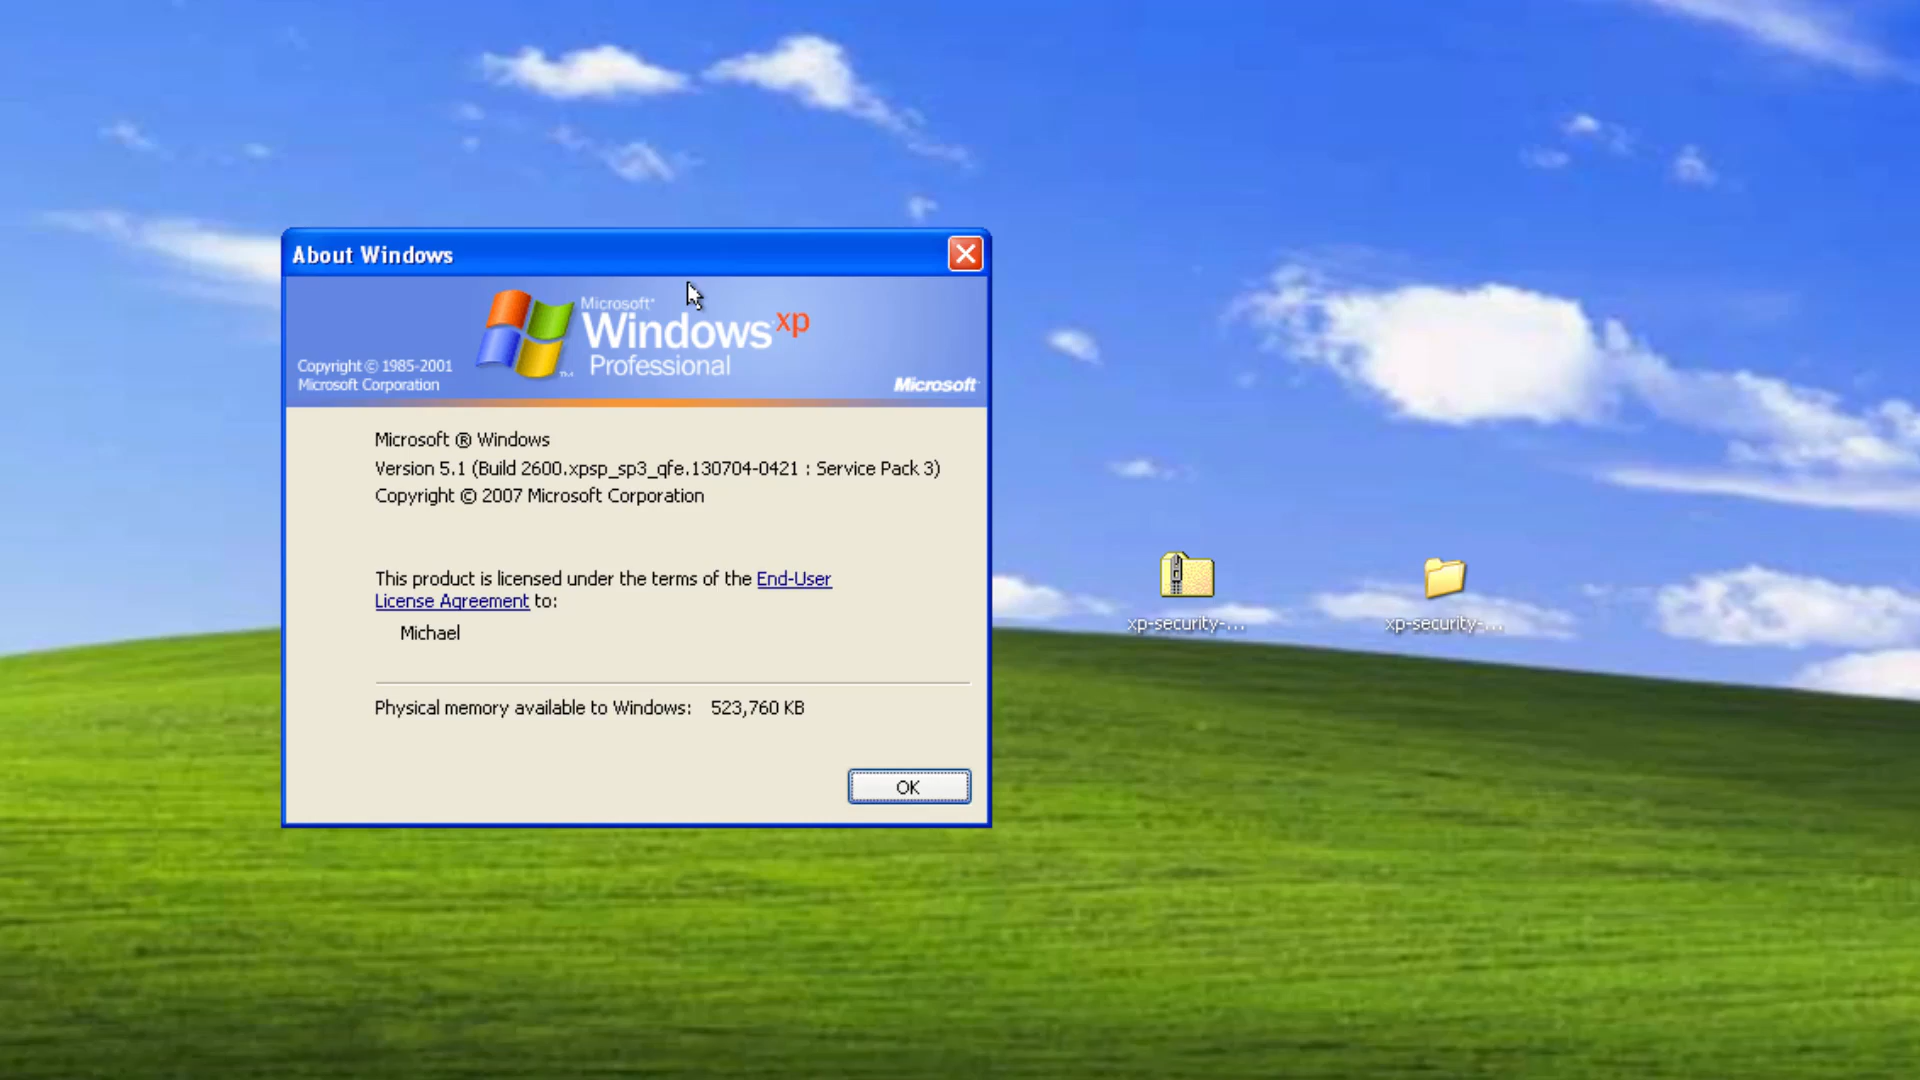 About Windows
Microsoft®
Windows xp
Professional
Copyright © 1985-2001
Microsoft Corporation
Microsoft
TM
Microsoft ® Windows
Version 5.1 (Build 2600.xpsp_sp3_qfe.130704-0421 : Service Pack 3)
Copyright © 2007 Microsoft Corporation
This product is licensed under the terms of the End-User
License Agreement to:
Michael
Physical memory available to Windows: 523,760 KB
OK
xp-security-...
xp-security-...